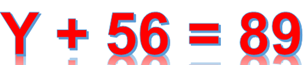 Y + 56 = 89